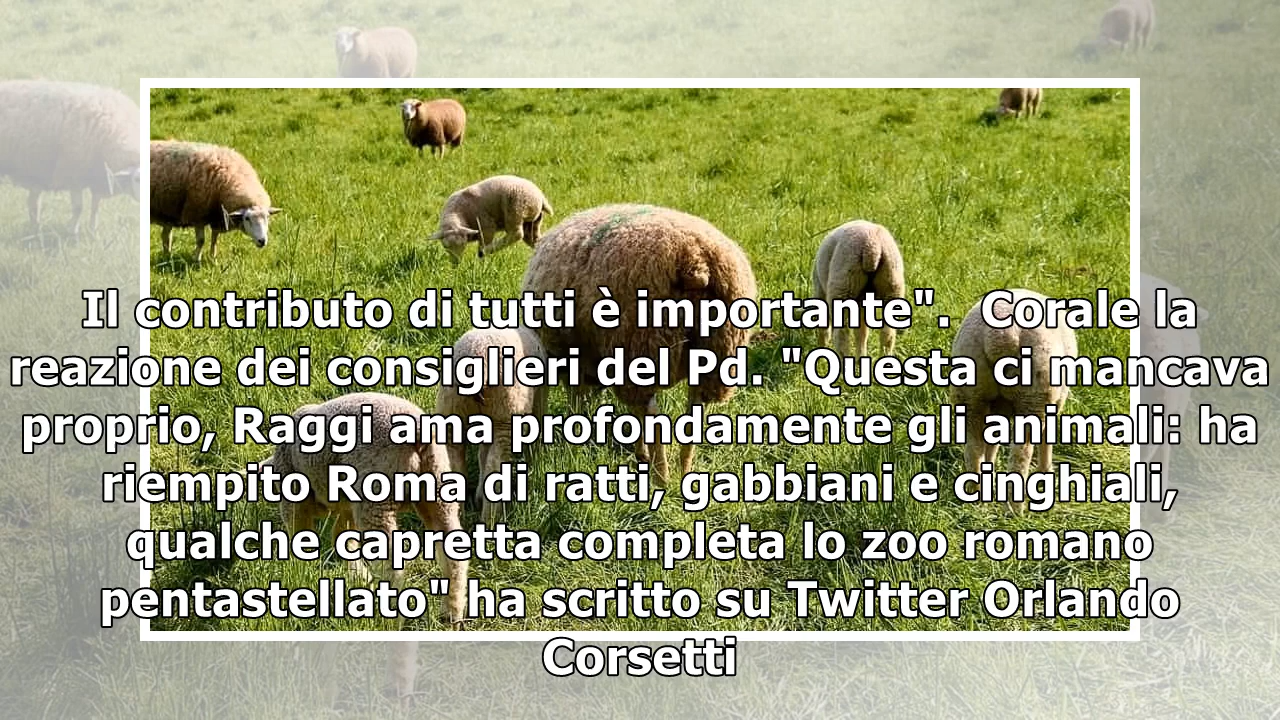 Il contributo di tutti è importante".  Corale la
reazione dei consiglieri del Pd. "Questa ci mancava
proprio, Raggi ama profondamente gli animali: ha
riempito Roma di ratti, gabbiani e cinghiali,
qualche capretta completa lo zoo romano
pentastellato" ha scritto su Twitter Orlando
Corsetti